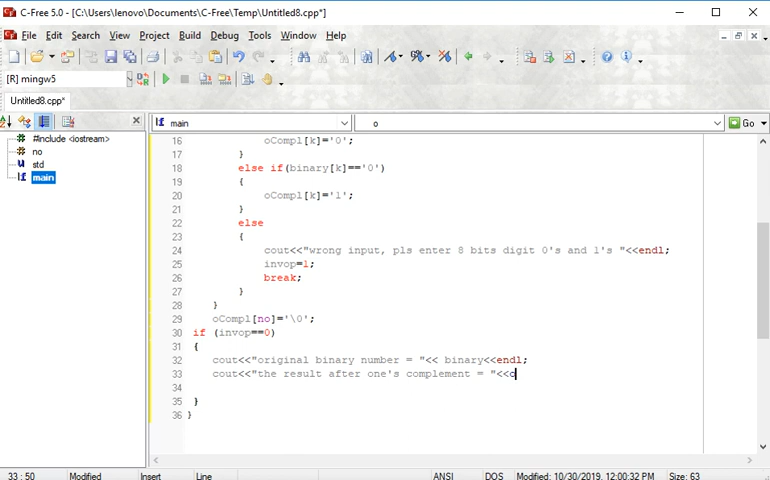 C-Free 5.0 - [C:\Users\lenovo\Documents\C-Free\Temp\Untitled8.cpp*]
File Edit Search View Project Build Debug Tools Window Help
[R] mingw5
Untitled8.cpp*
main o Go
#include <iostream>
no
std
main
16 oCompl[k]='0';
17 }
18 else if(binary[k]=='0')
19 {
20 oCompl[k]='1';
21 }
22 else
23 {
24 cout<<"wrong input, pls enter 8 bits digit 0's and 1's "<<endl;
25 invop=1;
26 break;
27 }
28 }
29 oCompl[no]='\0';
30 if (invop==0)
31 {
32 cout<<"original binary number = "<< binary<<endl;
33 cout<<"the result after one's complement = "<<o
34
35 }
36 }
33 : 50 Modified Insert Line ANSI DOS Modified: 10/30/2019, 12:00:32 PM Size: 63